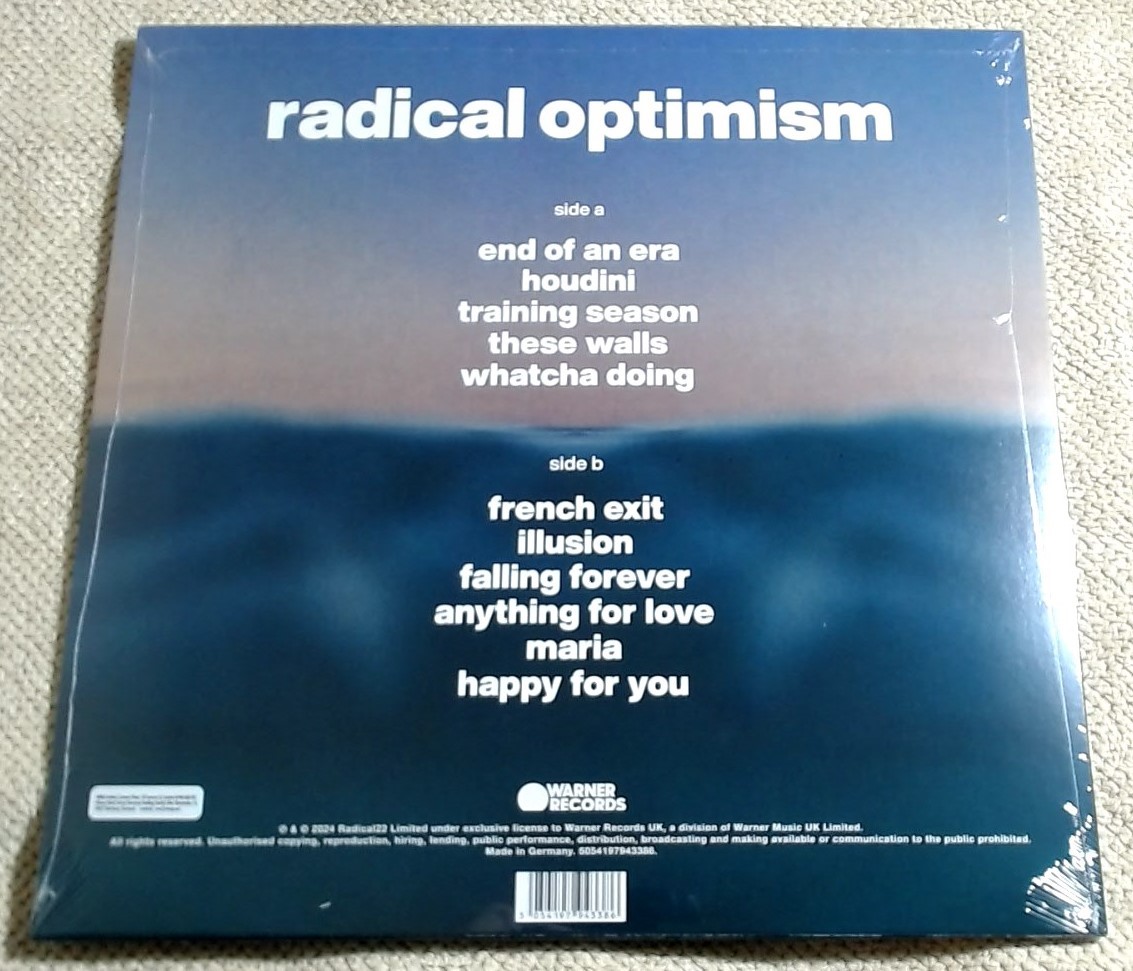 radical optimism
side a
end of an era
houdini
training season
these walls
whatcha doing
side b
french exit
illusion
falling forever
anything for love
maria
happy for you
WARNER
RECORDS
℗ & © 2024 Radical22 Limited under exclusive license to Warner Records UK, a division of Warner Music UK Limited.
All rights reserved. Unauthorised copying, reproduction, hiring, lending, public performance, distribution, broadcasting and making available or communication to the public prohibited.
Made in Germany. 5054197943386.
5 054197 943386